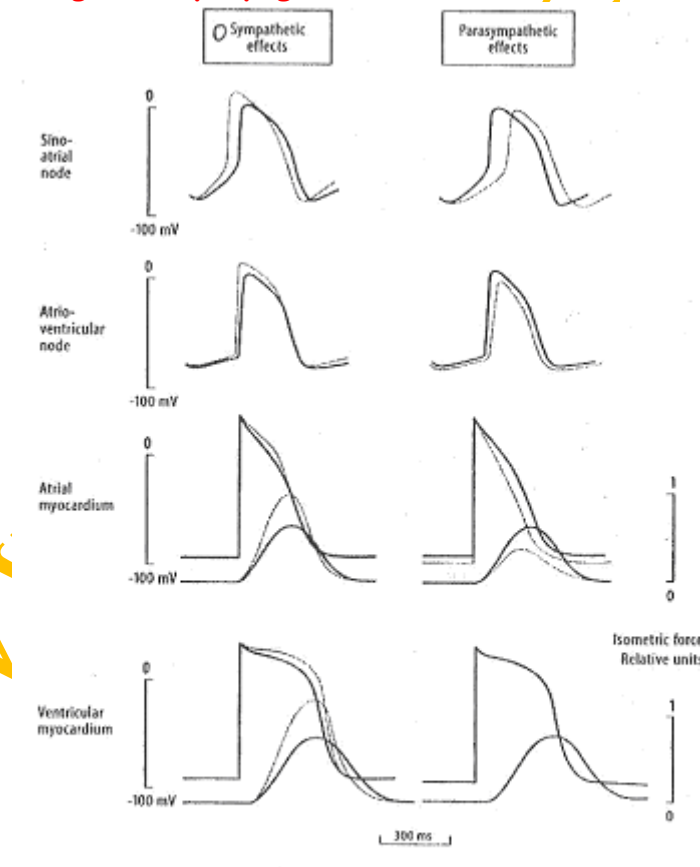 Sympathetic
effects
Parasympathetic
effects
0
Sino-
atrial
node
-100 mV
0
Atrio-
ventricular
node
-100 mV
0
Atrial
myocardium
-100 mV
1
0
Isometric force
Relative units
0
Ventricular
myocardium
-100 mV
1
0
300 ms